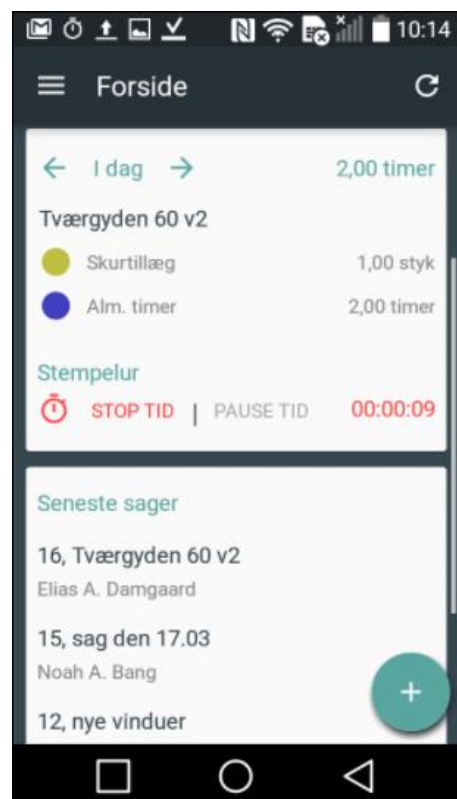 10:14
Forside
I dag 2,00 timer
Tværgyden 60 v2
Skurtillæg 1,00 styk
Alm. timer 2,00 timer
Stempelur
STOP TID | PAUSE TID 00:00:09
Seneste sager
16, Tværgyden 60 v2
Elias A. Damgaard
15, sag den 17.03
Noah A. Bang
12, nye vinduer